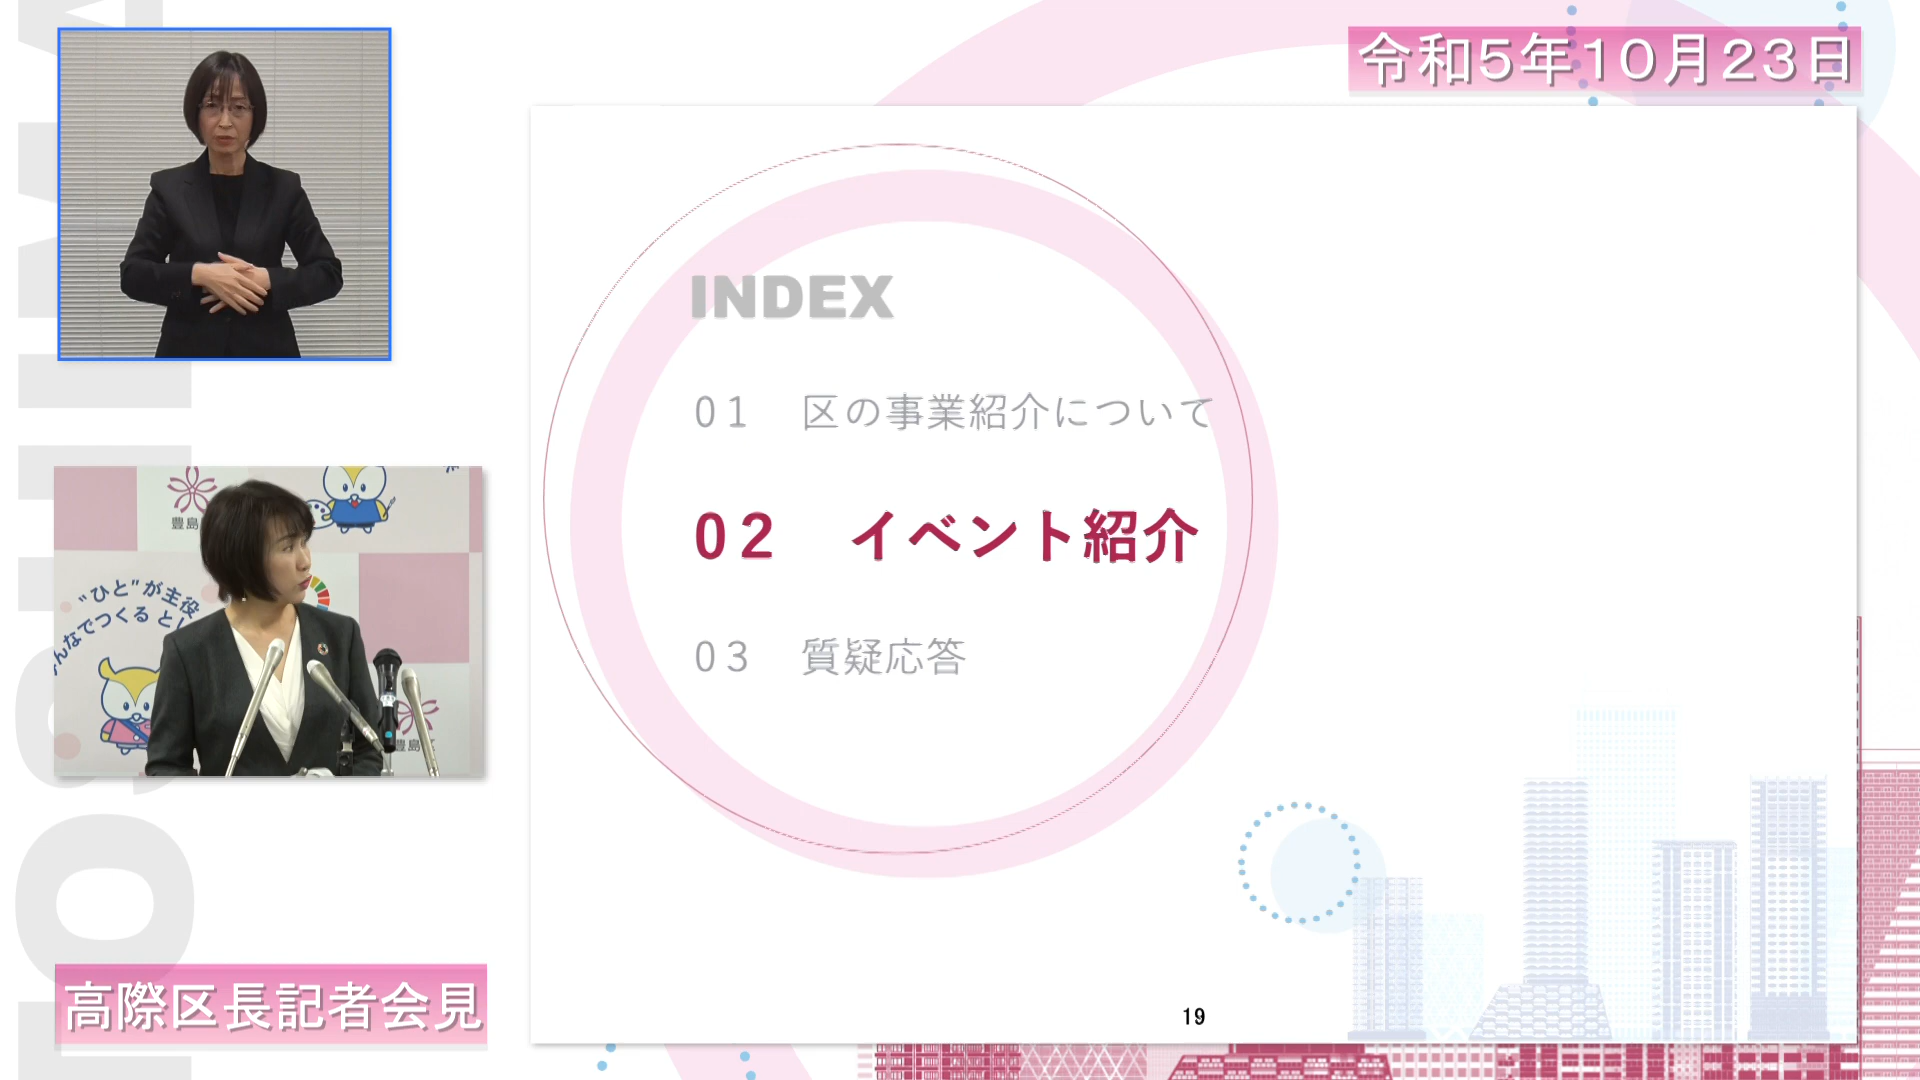 令和5年10月23日
INDEX
01 区の事業紹介について
02 イベント紹介
03 質疑応答
19
豊島
"ひと"が主役
んなでつくる とし
豊島区
高際区長記者会見